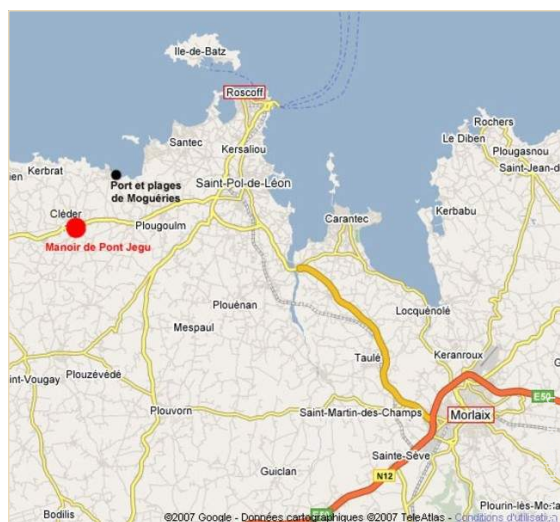 Ile-de-Batz
Roscoff
Rochers
Santec
Le Diben
Plougasnou
Kersaliou
Saint-Jean-d
Kerbrat
Port et plages
de Moguéries
Saint-Pol-de-Léon
Cléder
Carantec
Kerbabu
Plougoulm
Manoir de Pont Jegu
Plouénan
Locquénolé
Mespaul
Keranroux
Taulé
int-Vougay
Plouzévédé
E50
Plouvorn
Saint-Martin-des-Champs
Morlaix
Sainte-Sève
Guiclan
N12
Plourin-lès-Mo
Bodilis
©2007 Google - Données cartographiques ©2007 TeleAtlas - Conditions d'utilisati